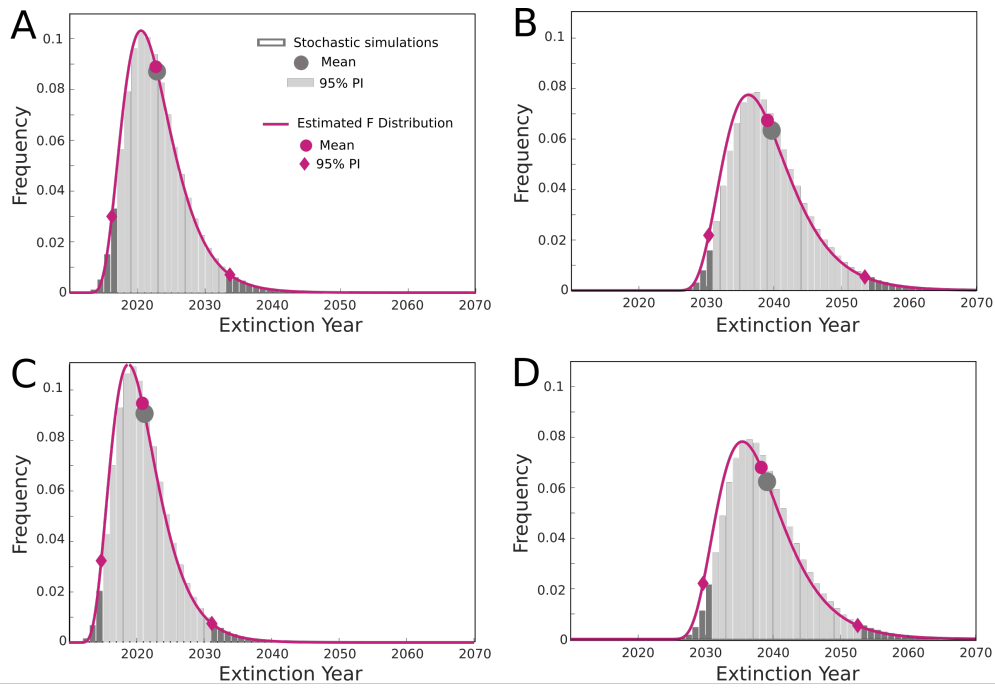 A
Frequency
0.1
0.08
0.06
0.04
0.02
0
2020
2030
2040
2050
2060
2070
Extinction Year
Stochastic simulations
Mean
95% PI
Estimated F Distribution
Mean
95% PI
B
Frequency
0.1
0.08
0.06
0.04
0.02
0
2020
2030
2040
2050
2060
2070
Extinction Year
C
Frequency
0.1
0.08
0.06
0.04
0.02
0
2020
2030
2040
2050
2060
2070
Extinction Year
D
Frequency
0.1
0.08
0.06
0.04
0.02
0
2020
2030
2040
2050
2060
2070
Extinction Year